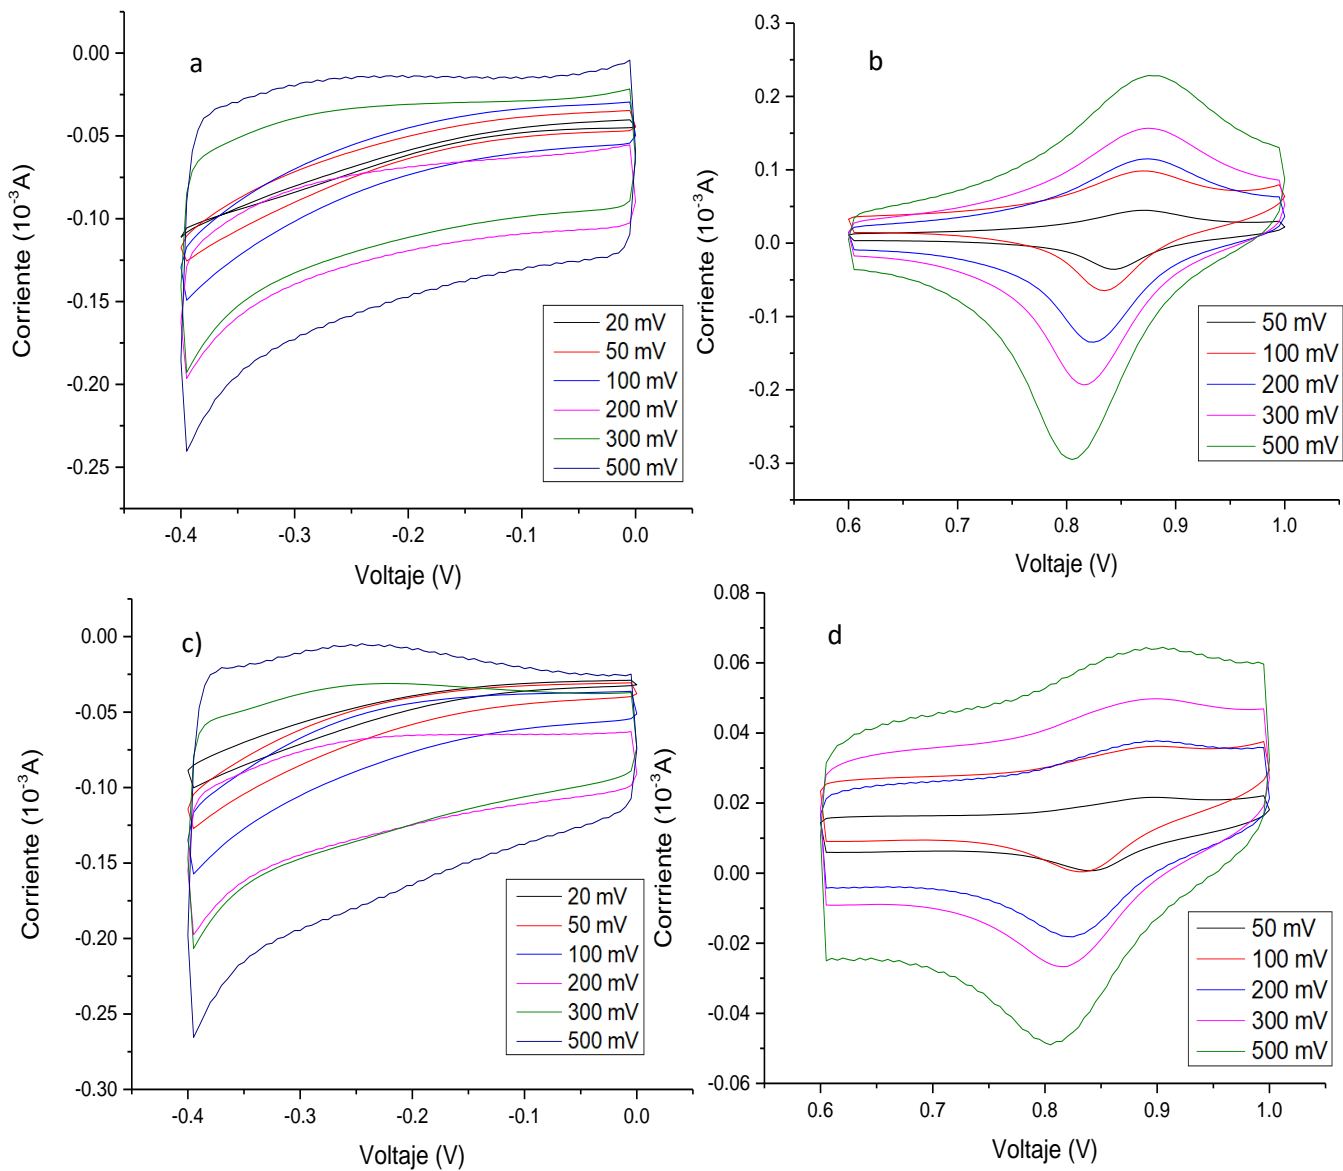 a
0.00
-0.05
-0.10
-0.15
-0.20
-0.25
Corriente (10⁻³A)
-0.4
-0.3
-0.2
-0.1
0.0
Voltaje (V)
20 mV
50 mV
100 mV
200 mV
300 mV
500 mV
b
0.3
0.2
0.1
0.0
-0.1
-0.2
-0.3
Corriente (10⁻³A)
0.6
0.7
0.8
0.9
1.0
Voltaje (V)
50 mV
100 mV
200 mV
300 mV
500 mV
c)
0.00
-0.05
-0.10
-0.15
-0.20
-0.25
-0.30
Corriente (10⁻³A)
-0.4
-0.3
-0.2
-0.1
0.0
Voltaje (V)
20 mV
50 mV
100 mV
200 mV
300 mV
500 mV
d
0.08
0.06
0.04
0.02
0.00
-0.02
-0.04
-0.06
Corrriente (10⁻³A)
0.6
0.7
0.8
0.9
1.0
Voltaje (V)
50 mV
100 mV
200 mV
300 mV
500 mV